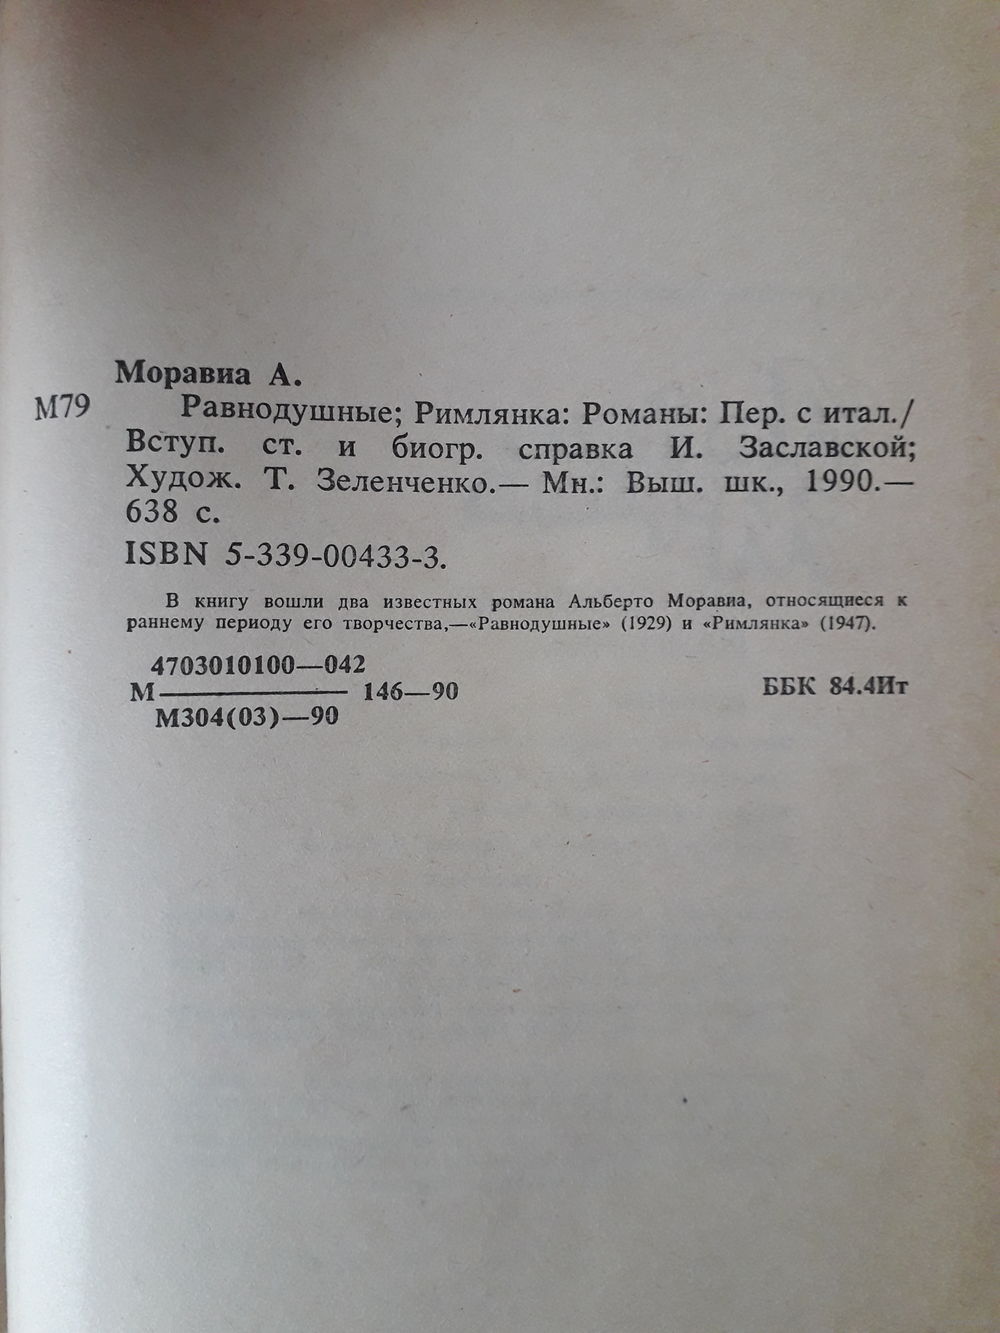 Моравиа А.
М79 Равнодушные; Римлянка: Романы: Пер. с итал./
Вступ. ст. и биогр. справка И. Заславской;
Худож. Т. Зеленченко.— Мн.: Выш. шк., 1990.—
638 с.
ISBN 5-339-00433-3.
В книгу вошли два известных романа Альберто Моравиа, относящиеся к
раннему периоду его творчества,—«Равнодушные» (1929) и «Римлянка» (1947).
4703010100—042
М——————— 146—90 ББК 84.4Ит
М304(03)—90